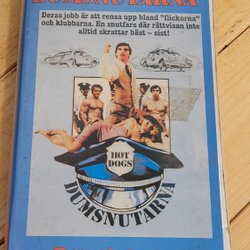 DUMSNUTARNA
Deras jobb är att rensa upp bland "flickorna"
och klubbarna. En snutfars där rättvisan inte
alltid skrattar bäst – sist!
HOT
DOGS
DUMSNUTARNA